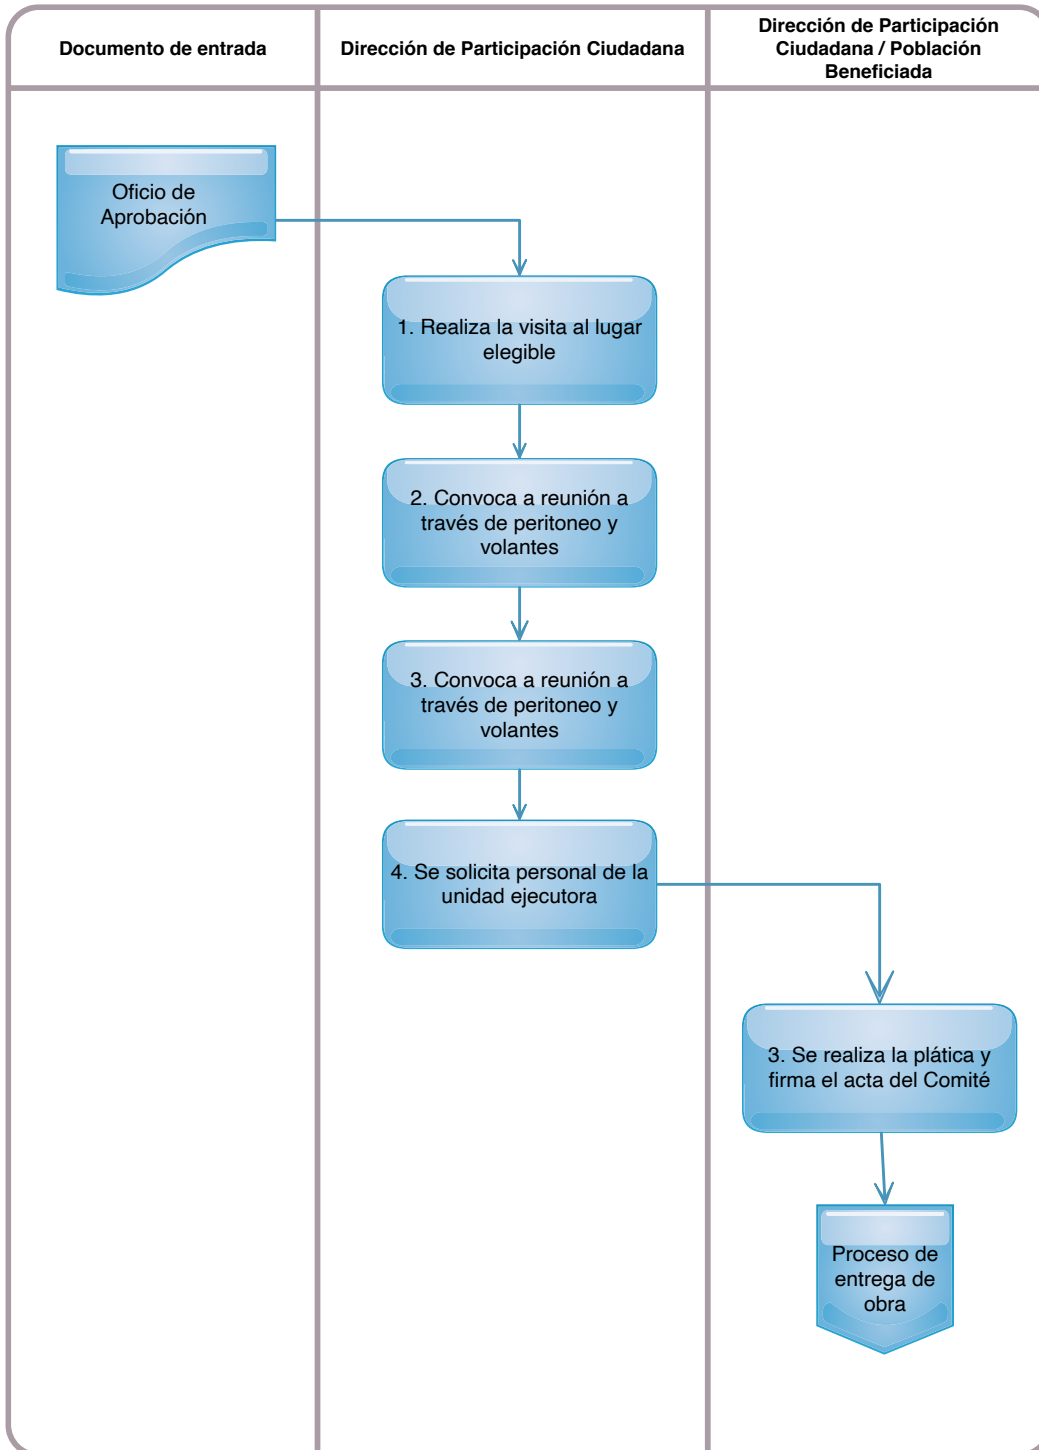 Documento de entrada
Dirección de Participación Ciudadana
Dirección de Participación
Ciudadana / Población
Beneficiada
Oficio de
Aprobación
1. Realiza la visita al lugar
elegible
2. Convoca a reunión a
través de peritoneo y
volantes
3. Convoca a reunión a
través de peritoneo y
volantes
4. Se solicita personal de la
unidad ejecutora
3. Se realiza la plática y
firma el acta del Comité
Proceso de
entrega de
obra